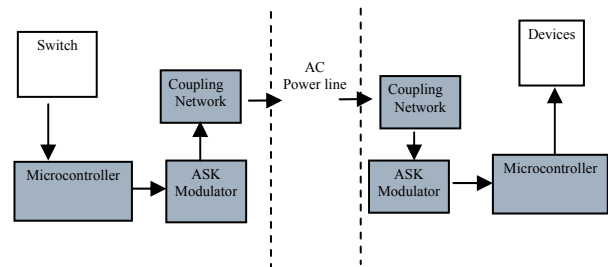 Switch
Microcontroller
ASK
Modulator
Coupling
Network
AC
Power line
Coupling
Network
ASK
Modulator
Microcontroller
Devices